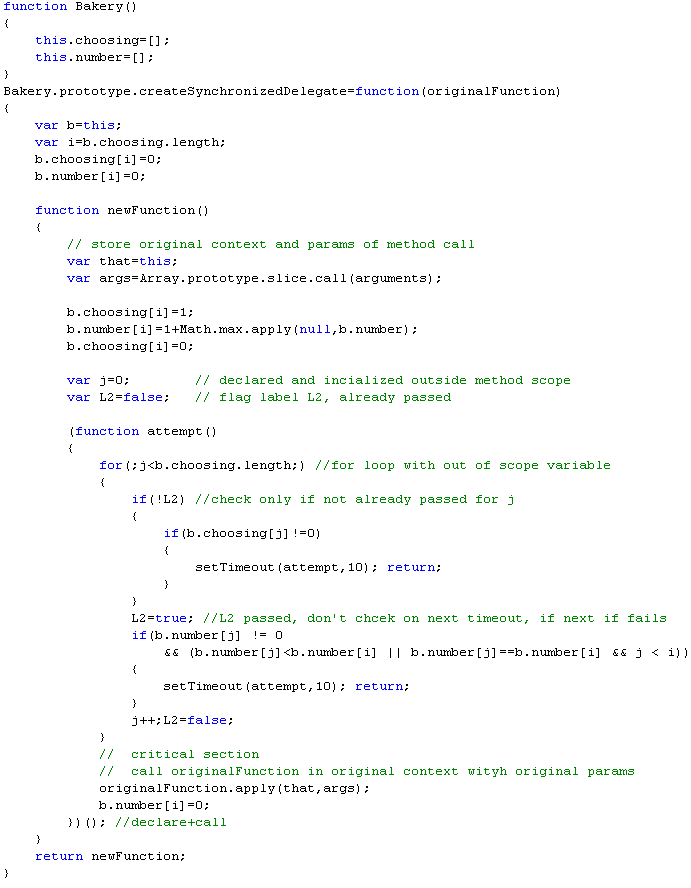 function Bakery()
{
    this.choosing=[];
    this.number=[];
}
Bakery.prototype.createSynchronizedDelegate=function(originalFunction)
{
    var b=this;
    var i=b.choosing.length;
    b.choosing[i]=0;
    b.number[i]=0;

    function newFunction()
    {
        // store original context and params of method call
        var that=this;
        var args=Array.prototype.slice.call(arguments);

        b.choosing[i]=1;
        b.number[i]=1+Math.max.apply(null,b.number);
        b.choosing[i]=0;

        var j=0;        // declared and incialized outside method scope
        var L2=false;   // flag label L2, already passed

        (function attempt()
        {
            for(;j<b.choosing.length;) //for loop with out of scope variable
            {
                if(!L2) //check only if not already passed for j
                {
                    if(b.choosing[j]!=0)
                    {
                        setTimeout(attempt,10); return;
                    }
                }
                L2=true; //L2 passed, don't chcek on next timeout, if next if fails
                if(b.number[j] != 0
                    && (b.number[j]<b.number[i] || b.number[j]==b.number[i] && j < i))
                {
                    setTimeout(attempt,10); return;
                }
                j++;L2=false;
            }
            //  critical section
            //  call originalFunction in original context wityh original params
            originalFunction.apply(that,args);
            b.number[i]=0;
        })(); //declare+call
    }
    return newFunction;
}